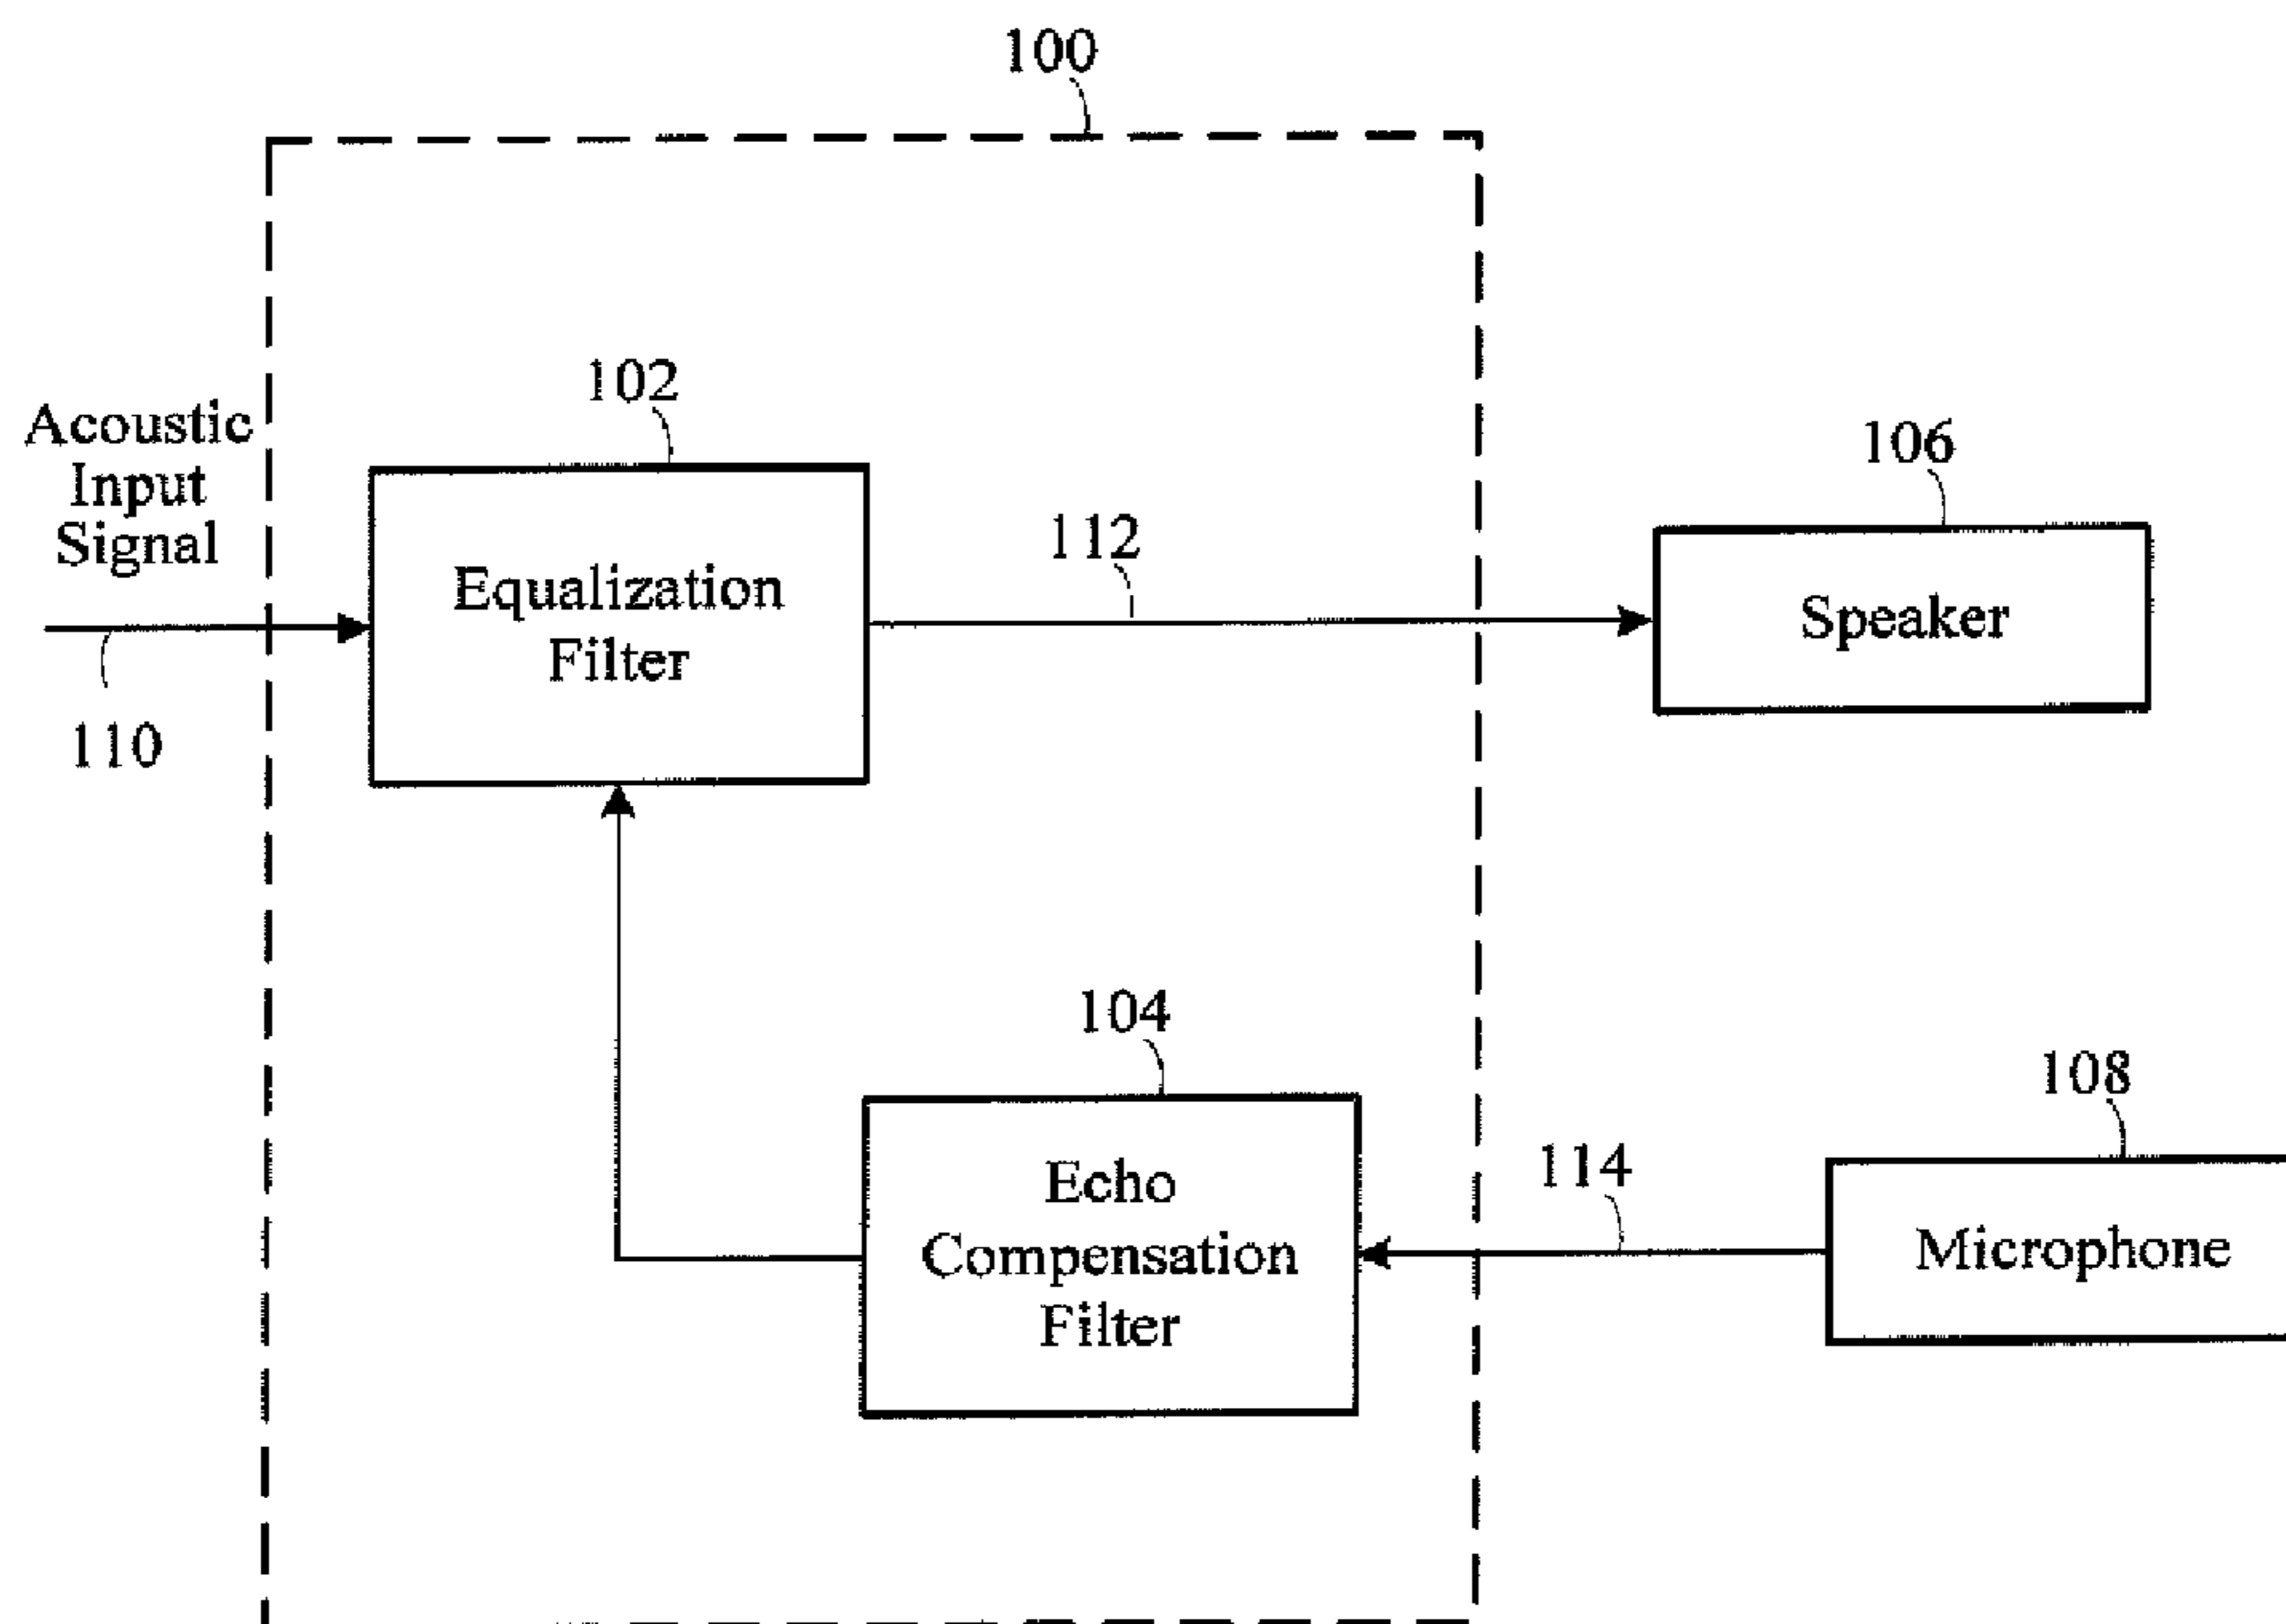 100
102
Acoustic
Input
Signal
106
112
Equalization
Filter
Speaker
110
104
108
114
Echo
Compensation
Filter
Microphone